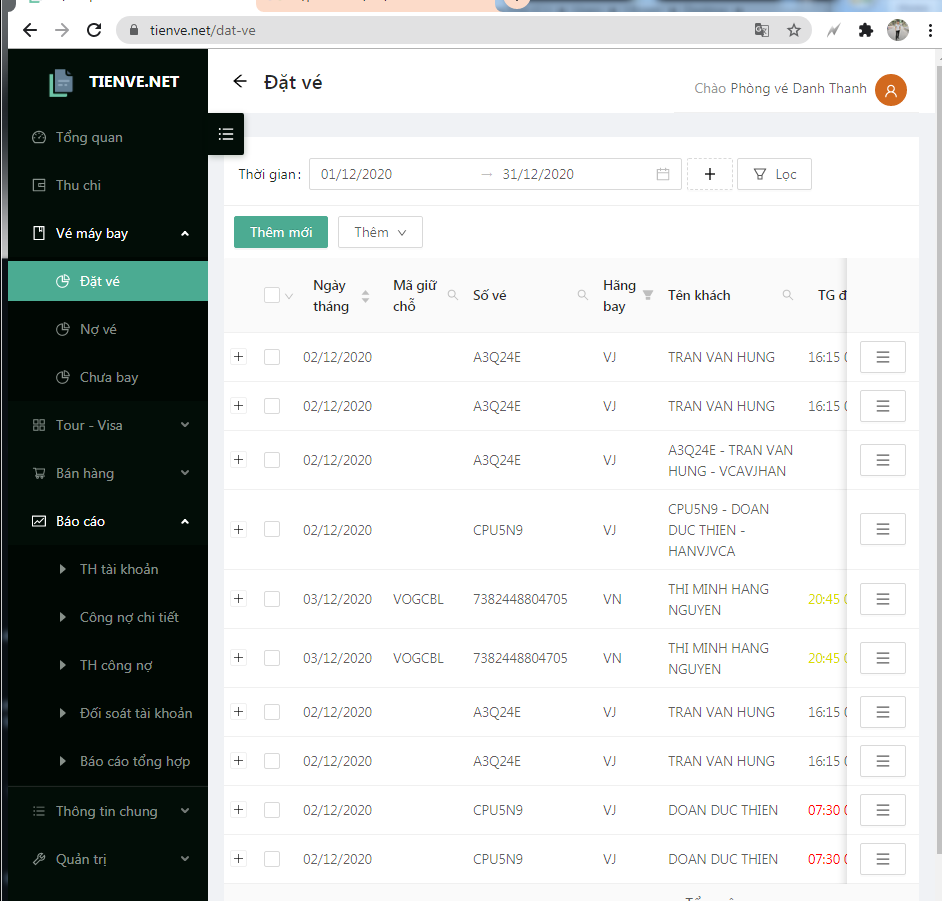 tienve.net/dat-ve
TIENVE.NET
Tổng quan
Thu chi
Vé máy bay
Đặt vé
Nợ vé
Chưa bay
Tour - Visa
Bán hàng
Báo cáo
TH tài khoản
Công nợ chi tiết
TH công nợ
Đối soát tài khoản
Báo cáo tổng hợp
Thông tin chung
Quản trị
Đặt vé
Chào Phòng vé Danh Thanh
Thời gian: 01/12/2020 → 31/12/2020 + Lọc
Thêm mới Thêm
Ngày tháng Mã giữ chỗ Số vé Hãng bay Tên khách TG đ
02/12/2020 A3Q24E VJ TRAN VAN HUNG 16:15 0
02/12/2020 A3Q24E VJ TRAN VAN HUNG 16:15 0
02/12/2020 A3Q24E VJ A3Q24E - TRAN VAN
HUNG - VCAVJHAN
02/12/2020 CPU5N9 VJ CPU5N9 - DOAN
DUC THIEN -
HANVJVCA
03/12/2020 VOGCBL 7382448804705 VN THI MINH HANG
NGUYEN 20:45 0
03/12/2020 VOGCBL 7382448804705 VN THI MINH HANG
NGUYEN 20:45 0
02/12/2020 A3Q24E VJ TRAN VAN HUNG 16:15 0
02/12/2020 A3Q24E VJ TRAN VAN HUNG 16:15 0
02/12/2020 CPU5N9 VJ DOAN DUC THIEN 07:30 0
02/12/2020 CPU5N9 VJ DOAN DUC THIEN 07:30 0